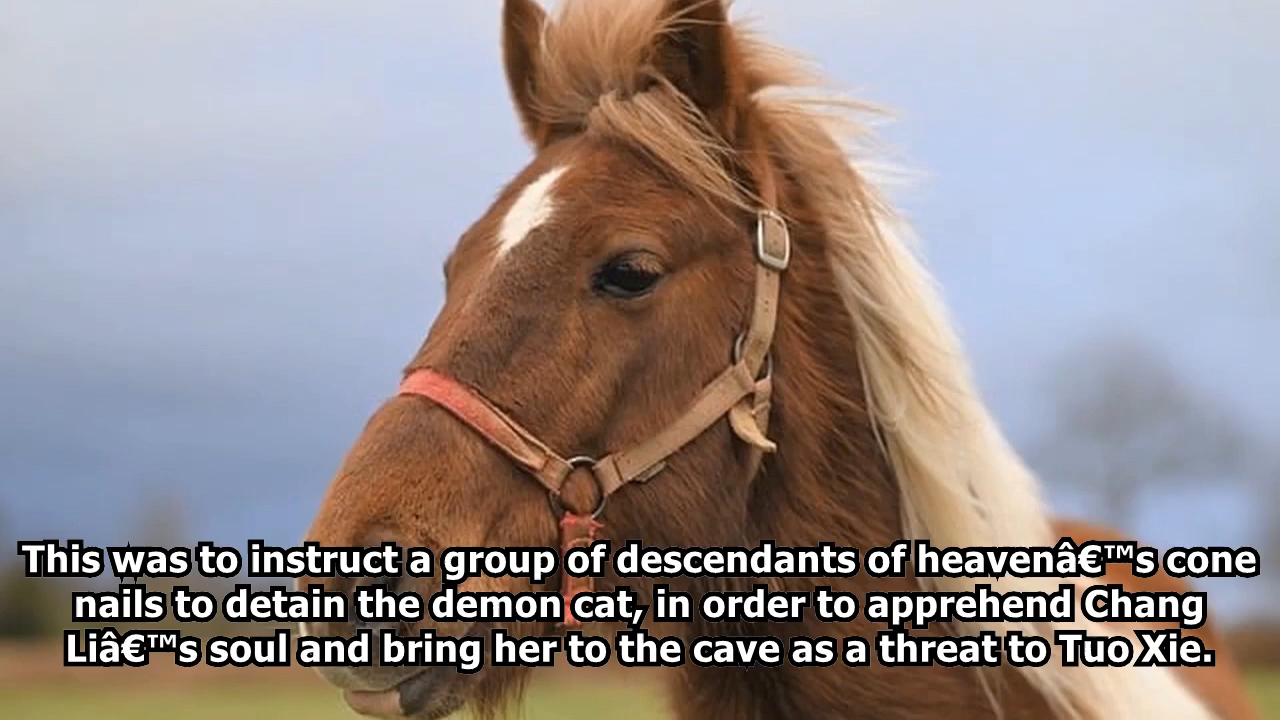 This was to instruct a group of descendants of heavenâ€™s cone
nails to detain the demon cat, in order to apprehend Chang
Liâ€™s soul and bring her to the cave as a threat to Tuo Xie.